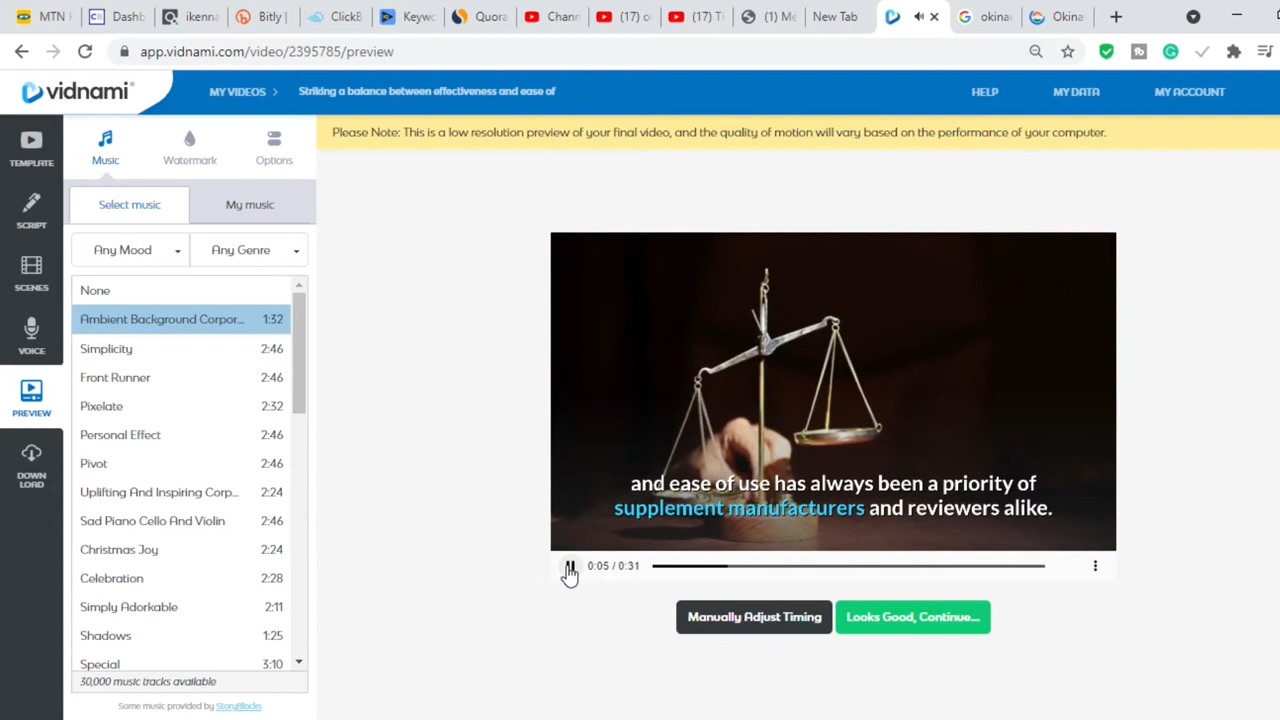 MTN
Dashb
ikenna
Bitly |
ClickB
Keywo
Quora
Chann
(17) o
(17) Ti
(1) Me
New Tab
okinav
Okina
app.vidnami.com/video/2395785/preview
vidnami
MY VIDEOS
Striking a balance between effectiveness and ease of
HELP
MY DATA
MY ACCOUNT
TEMPLATE
SCRIPT
SCENES
VOICE
PREVIEW
DOWN
LOAD
Music
Watermark
Options
Please Note: This is a low resolution preview of your final video, and the quality of motion will vary based on the performance of your computer.
Select music
My music
Any Mood
Any Genre
None
Ambient Background Corpor... 1:32
Simplicity 2:46
Front Runner 2:46
Pixelate 2:32
Personal Effect 2:46
Pivot 2:46
Uplifting And Inspiring Corp... 2:24
Sad Piano Cello And Violin 2:46
Christmas Joy 2:24
Celebration 2:28
Simply Adorkable 2:11
Shadows 1:25
Special 3:10
30,000 music tracks available
Some music provided by StoryBlocks
and ease of use has always been a priority of
supplement manufacturers and reviewers alike.
0:05 / 0:31
Manually Adjust Timing
Looks Good, Continue...